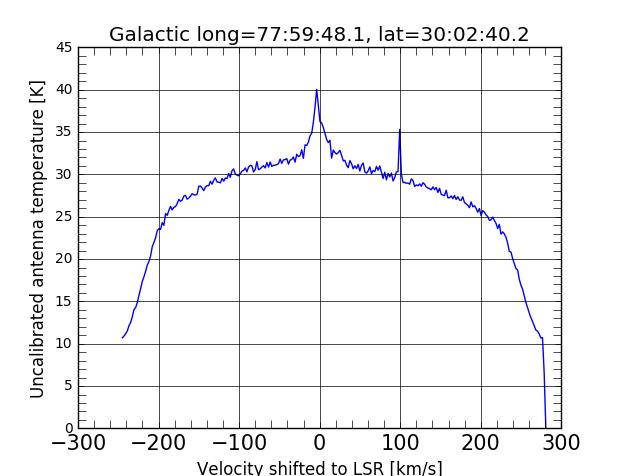 Galactic long=77:59:48.1, lat=30:02:40.2
Uncalibrated antenna temperature [K]
45
40
35
30
25
20
15
10
5
0
−300 −200 −100 0 100 200 300
Velocity shifted to LSR [km/s]